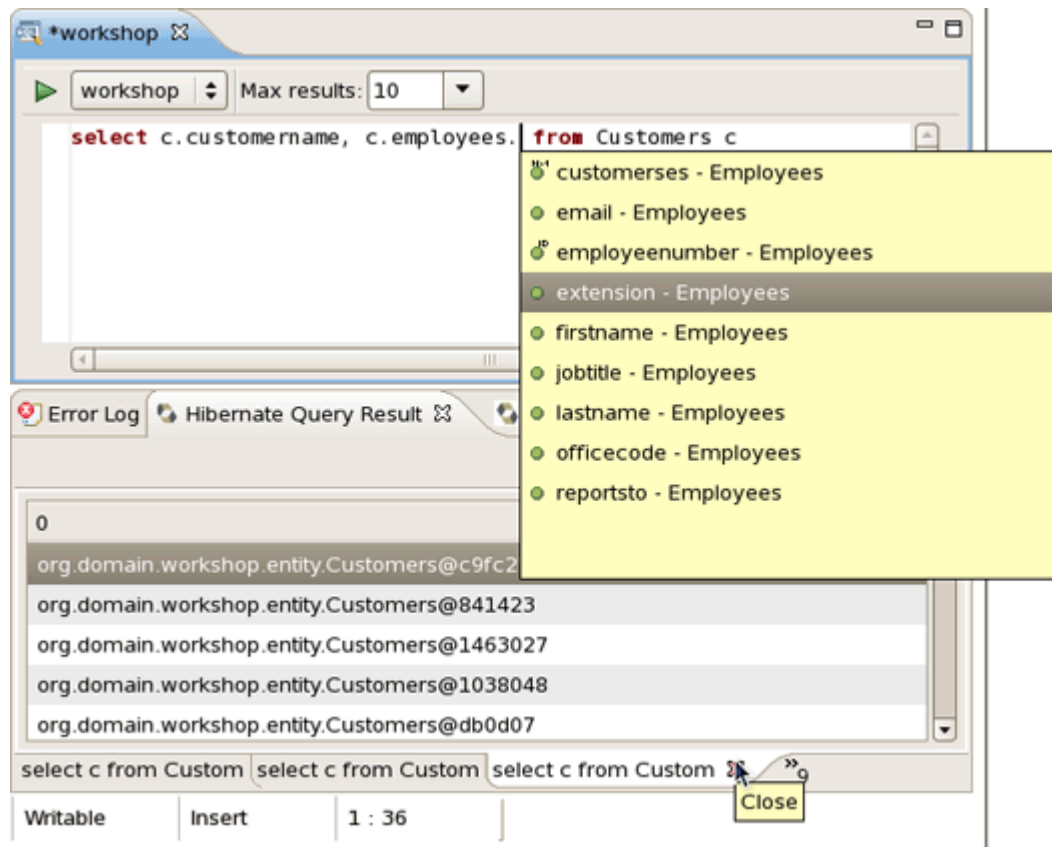 *workshop
workshop Max results: 10
select c.customername, c.employees. from Customers c
customerses - Employees
email - Employees
employeenumber - Employees
extension - Employees
firstname - Employees
jobtitle - Employees
lastname - Employees
officecode - Employees
reportsto - Employees
Error Log Hibernate Query Result
0
org.domain.workshop.entity.Customers@c9fc2
org.domain.workshop.entity.Customers@841423
org.domain.workshop.entity.Customers@1463027
org.domain.workshop.entity.Customers@1038048
org.domain.workshop.entity.Customers@db0d07
select c from Custom select c from Custom select c from Custom »9
Close
Writable Insert 1 : 36